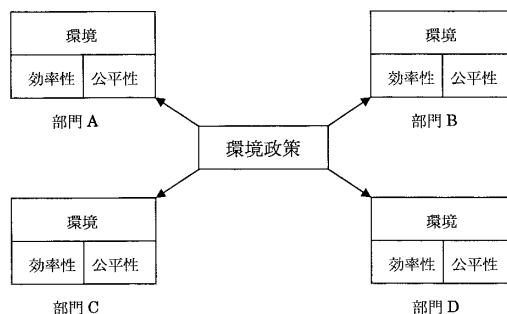 環境
効率性 公平性
部門 A
環境
効率性 公平性
部門 B
環境政策
環境
効率性 公平性
部門 C
環境
効率性 公平性
部門 D